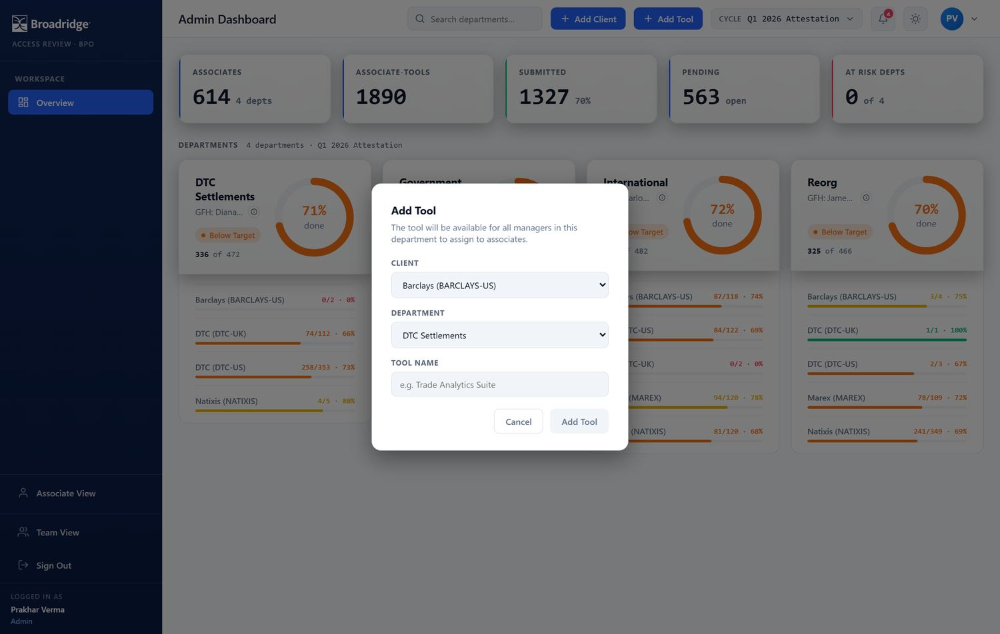 Broadridge
ACCESS REVIEW · BPO
WORKSPACE
Overview
Associate View
Team View
Sign Out
LOGGED IN AS
Prakhar Verma
Admin
Admin Dashboard
Search departments...
+ Add Client
+ Add Tool
CYCLE Q1 2026 Attestation
4
PV
ASSOCIATES
614 4 depts
ASSOCIATE-TOOLS
1890
SUBMITTED
1327 70%
PENDING
563 open
AT RISK DEPTS
0 of 4
DEPARTMENTS 4 departments · Q1 2026 Attestation
DTC
Settlements
GFH: Diana...
Below Target
336 of 472
71%
done
Barclays (BARCLAYS-US) 0/2 · 0%
DTC (DTC-UK) 74/112 · 66%
DTC (DTC-US) 258/353 · 73%
Natixis (NATIXIS) 4/5 · 80%
Government
Add Tool
The tool will be available for all managers in this
department to assign to associates.
CLIENT
Barclays (BARCLAYS-US)
DEPARTMENT
DTC Settlements
TOOL NAME
e.g. Trade Analytics Suite
Cancel
Add Tool
International
arlo...
ow Target
482
72%
done
s (BARCLAYS-US) 87/118 · 74%
TC-US) 84/122 · 69%
TC-UK) 0/2 · 0%
(MAREX) 94/120 · 78%
(NATIXIS) 81/120 · 68%
Reorg
GFH: Jame...
Below Target
325 of 466
70%
done
Barclays (BARCLAYS-US) 3/4 · 75%
DTC (DTC-UK) 1/1 · 100%
DTC (DTC-US) 2/3 · 67%
Marex (MAREX) 78/109 · 72%
Natixis (NATIXIS) 241/349 · 69%